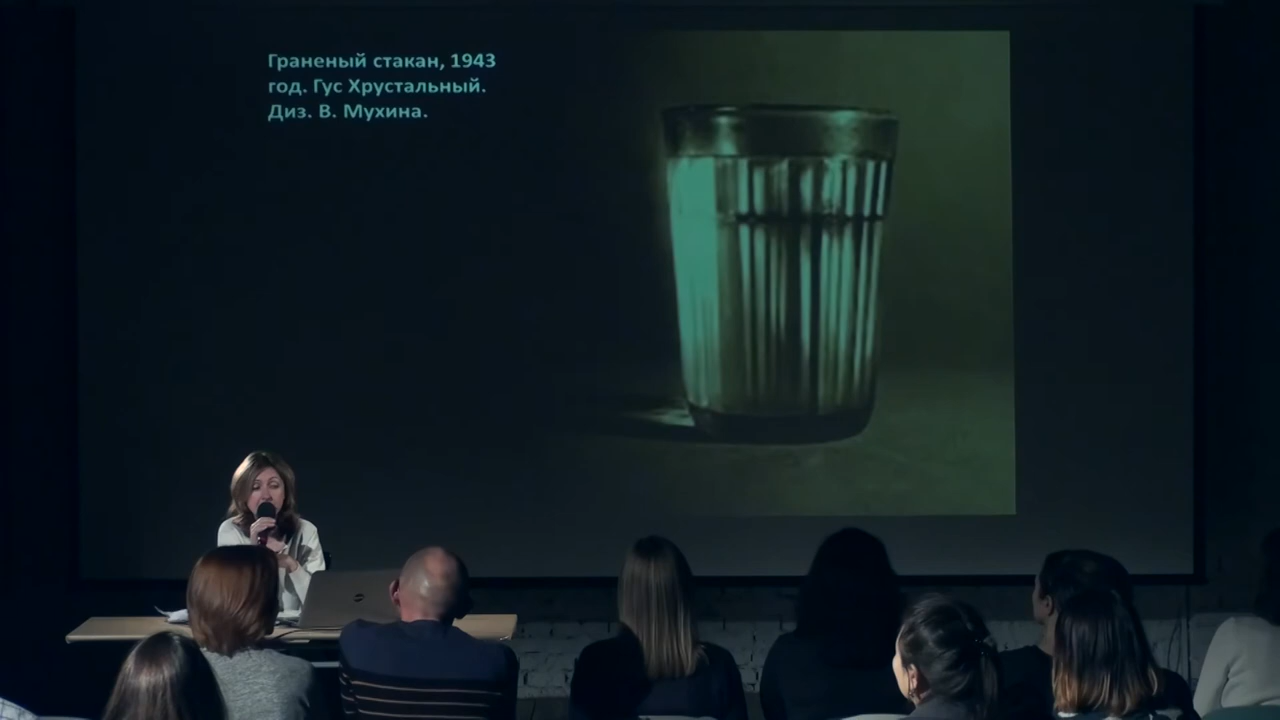 Граненый стакан, 1943
год. Гус Хрустальный.
Диз. В. Мухина.